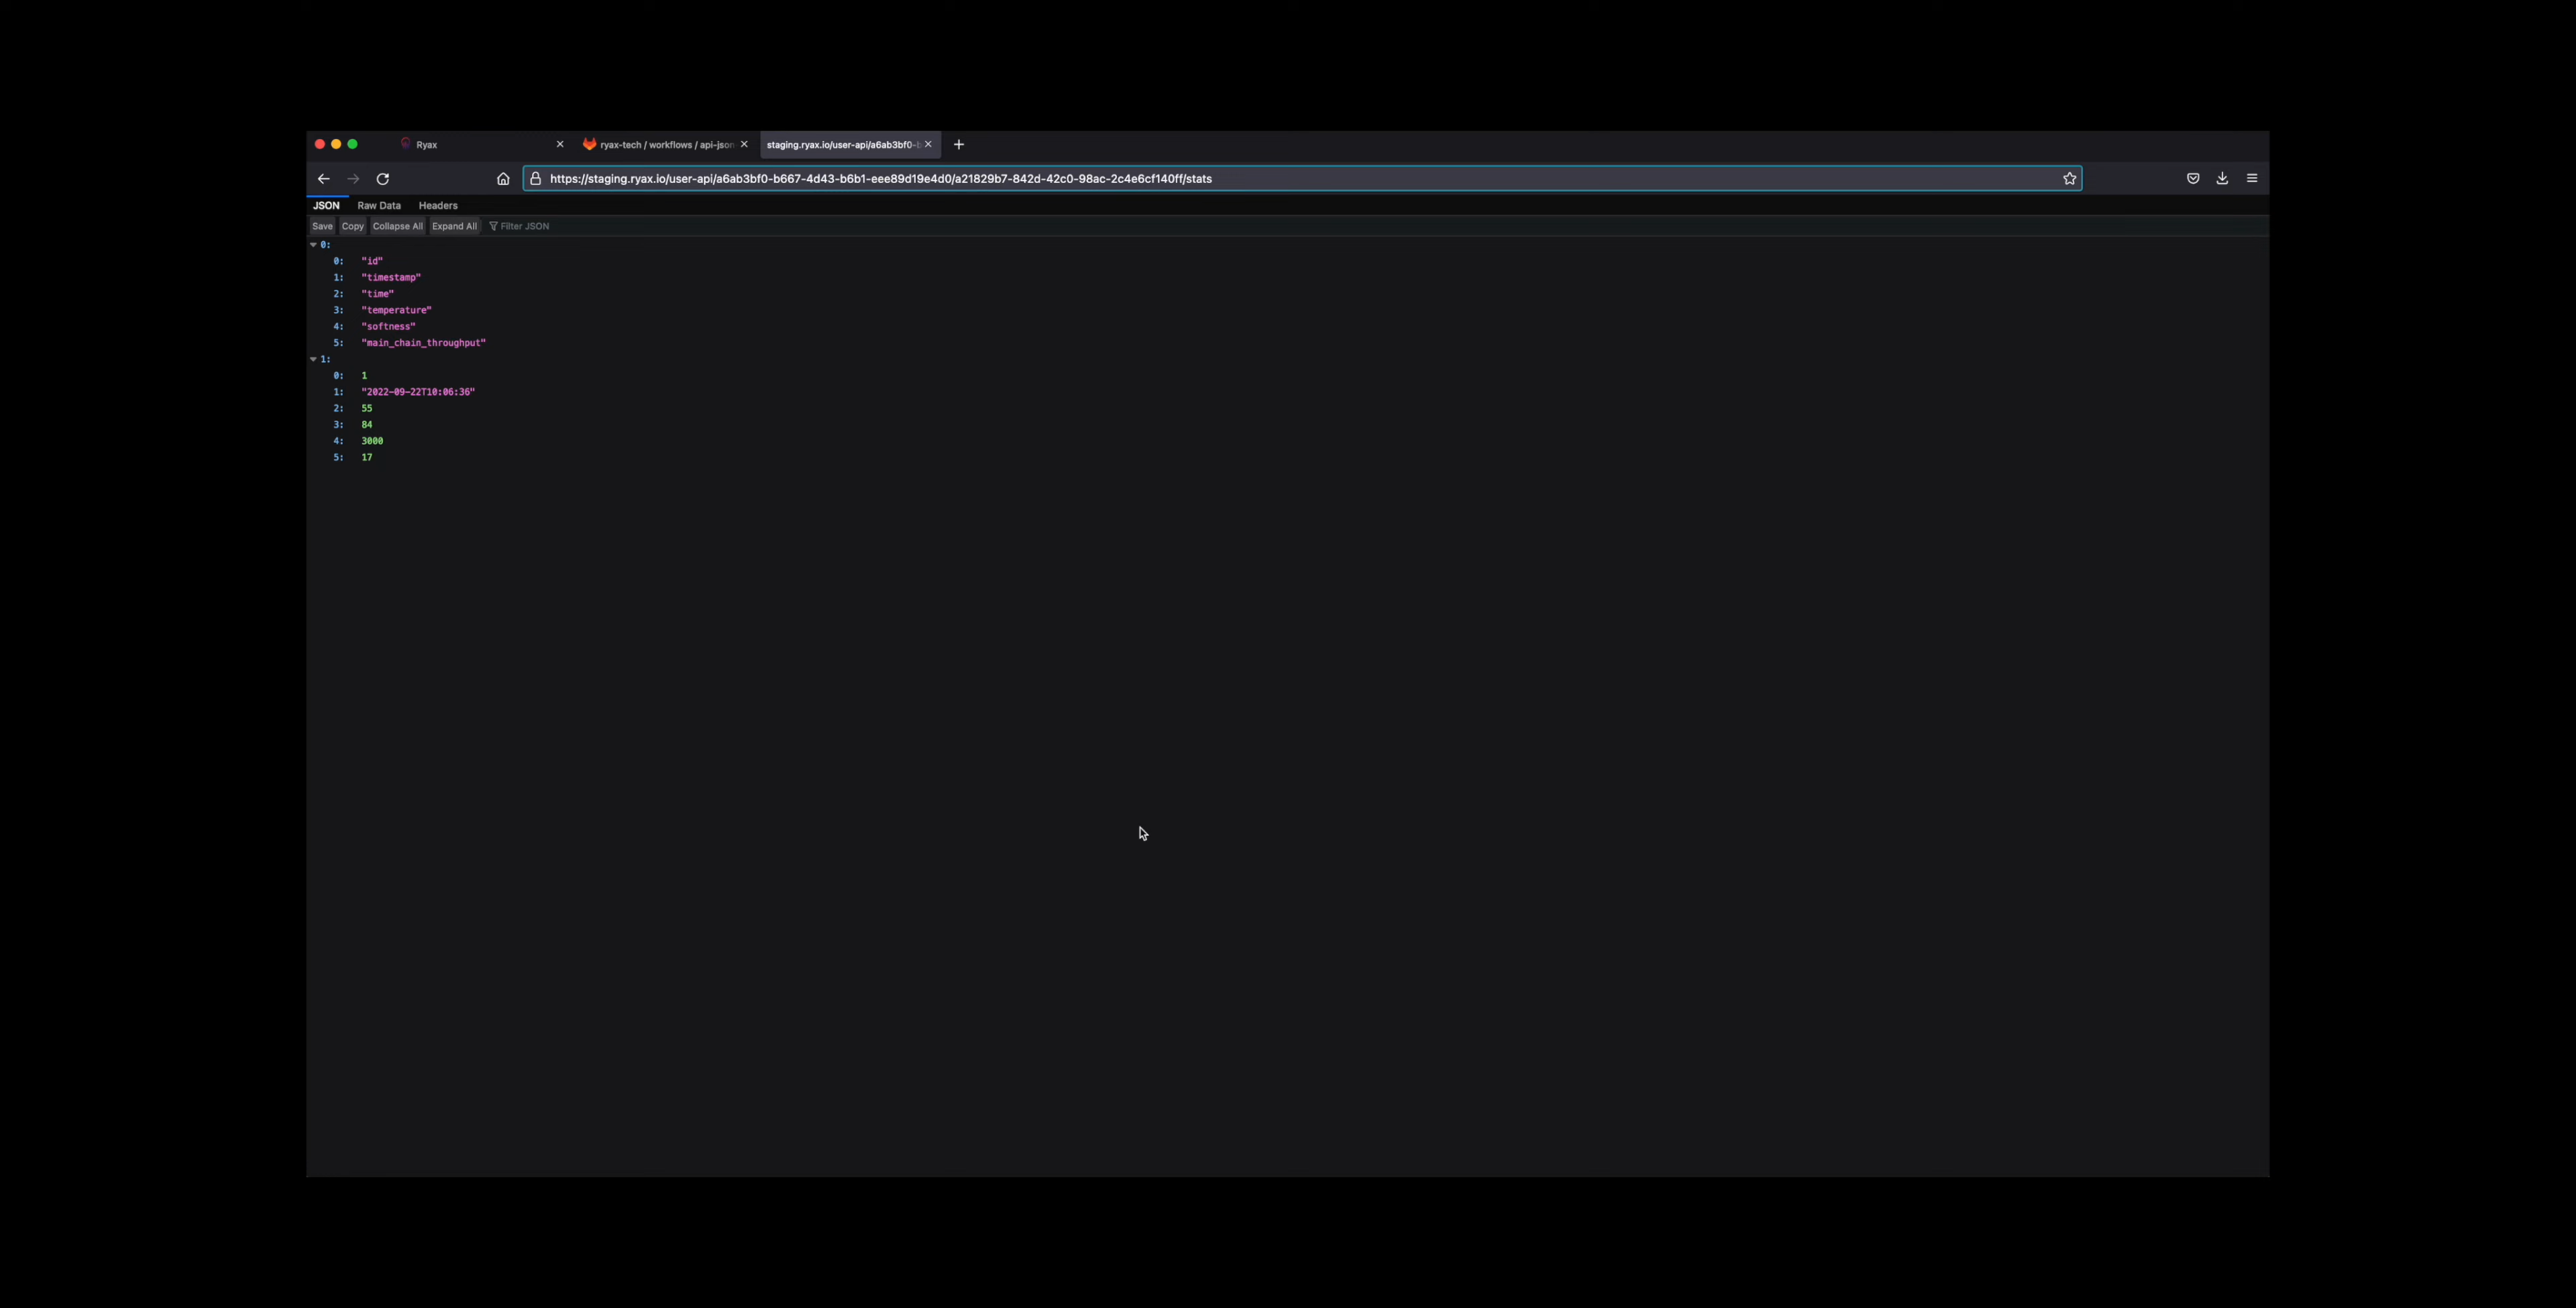 Ryax
ryax-tech / workflows / api-json
staging.ryax.io/user-api/a6ab3bf0-b
https://staging.ryax.io/user-api/a6ab3bf0-b667-4d43-b6b1-eee89d19e4d0/a21829b7-842d-42c0-98ac-2c4e6cf140ff/stats
JSON Raw Data Headers
Save Copy Collapse All Expand All Filter JSON
0:
0: "id"
1: "timestamp"
2: "time"
3: "temperature"
4: "softness"
5: "main_chain_throughput"
1:
0: 1
1: "2022-09-22T10:06:36"
2: 55
3: 84
4: 3000
5: 17